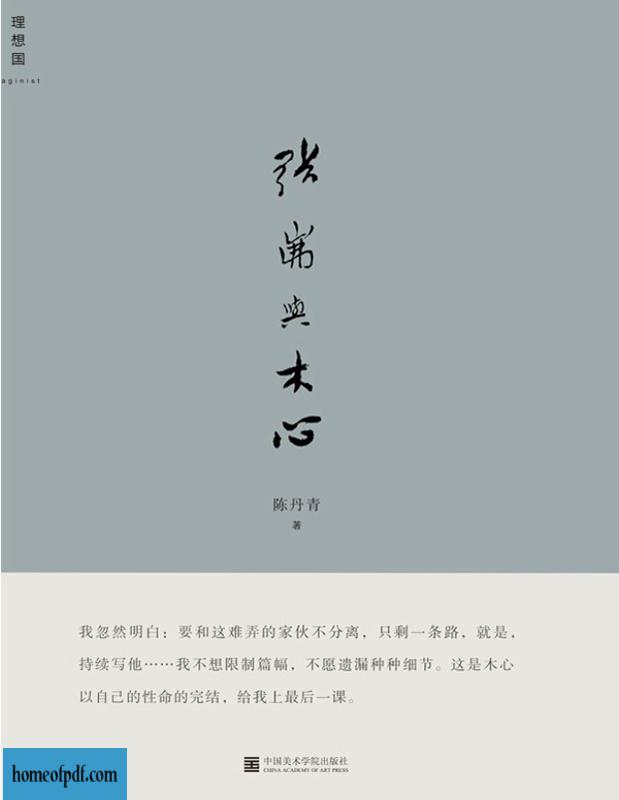 理想国
aginist
张岪與木心
陈丹青
著
我忽然明白：要和这难弄的家伙不分离，只剩一条路，就是，
持续写他……我不想限制篇幅，不愿遗漏种种细节。这是木心
以自己的性命的完结，给我上最后一课。
中国美术学院出版社
CHINA ACADEMY OF ART PRESS
homeofpdf.com